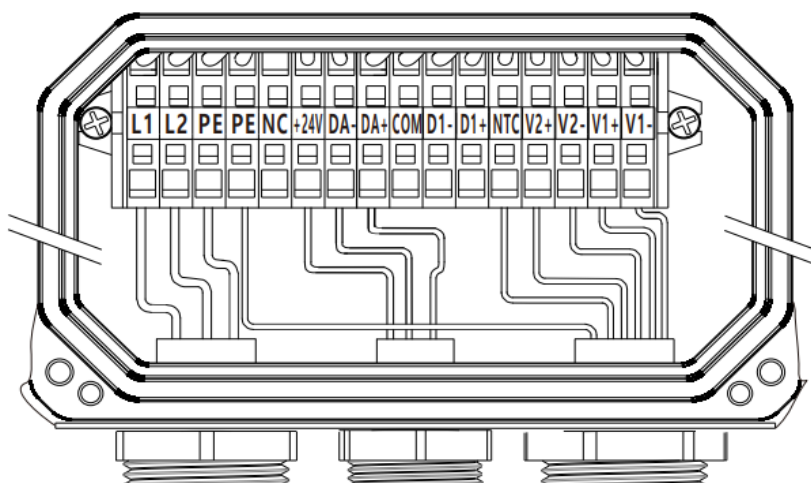 L1 L2 PE PE NC +24V DA- DA+ COM D1- D1+ NTC V2+ V2- V1+ V1-